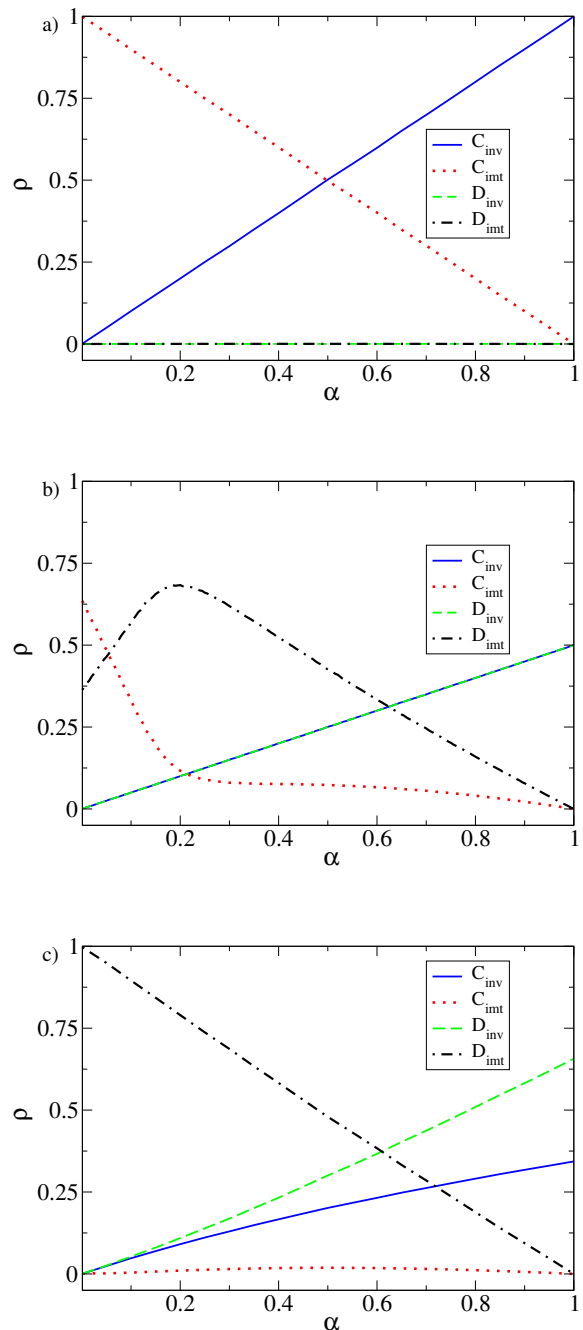 a)
1
0.75
0.5
0.25
0
ρ
C_inv
C_imt
D_inv
D_imt
0.2 0.4 0.6 0.8 1
α
b)
1
0.75
0.5
0.25
0
ρ
C_inv
C_imt
D_inv
D_imt
0.2 0.4 0.6 0.8 1
α
c)
1
0.75
0.5
0.25
0
ρ
C_inv
C_imt
D_inv
D_imt
0.2 0.4 0.6 0.8 1
α